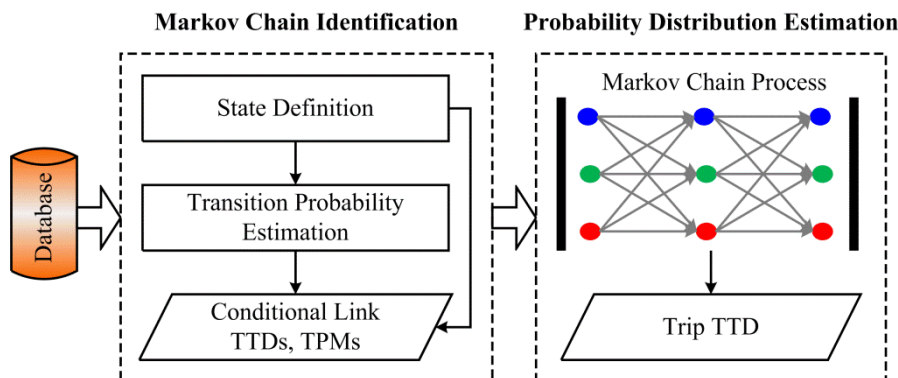 Markov Chain Identification
Probability Distribution Estimation
Database
State Definition
Transition Probability
Estimation
Conditional Link
TTDs, TPMs
Markov Chain Process
Trip TTD